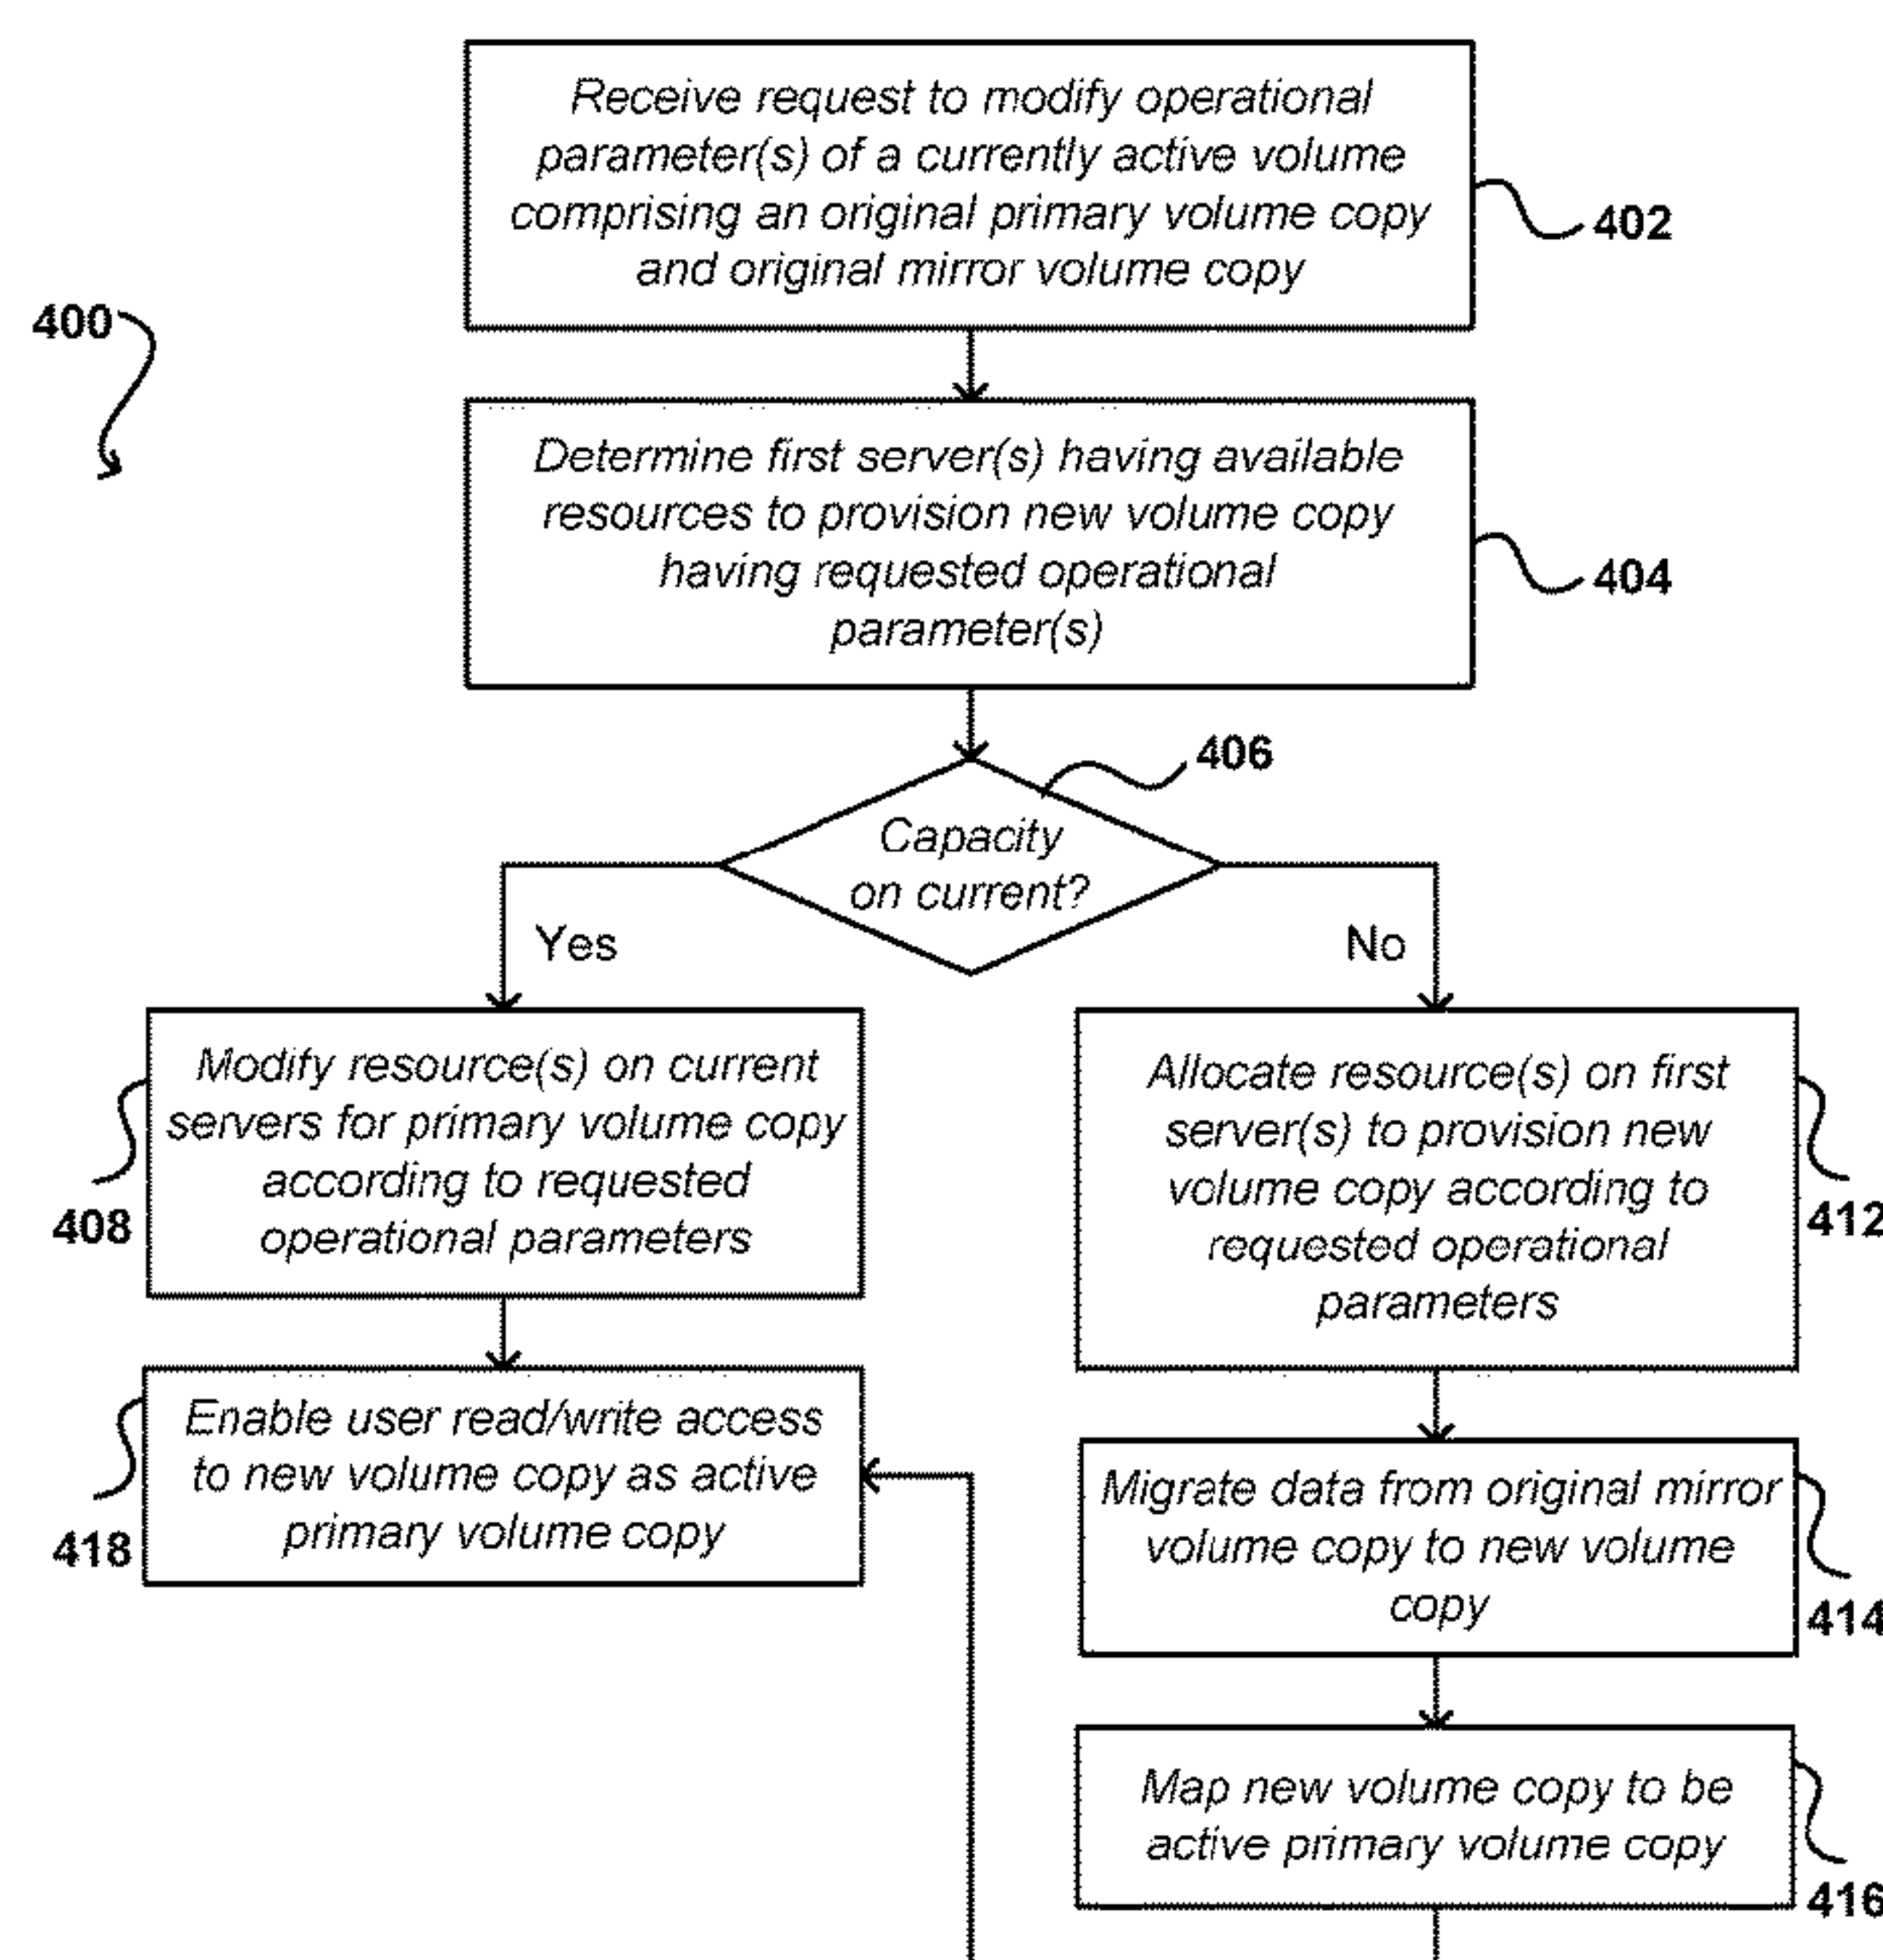 Receive request to modify operational
parameter(s) of a currently active volume
comprising an original primary volume copy
and original mirror volume copy
402
400
Determine first server(s) having available
resources to provision new volume copy
having requested operational
parameter(s)
404
406
Capacity
on current?
Yes
No
Modify resource(s) on current
servers for primary volume copy
according to requested
operational parameters
408
Allocate resource(s) on first
server(s) to provision new
volume copy according to
requested operational
parameters
412
Enable user read/write access
to new volume copy as active
primary volume copy
418
Migrate data from original mirror
volume copy to new volume
copy
414
Map new volume copy to be
active primary volume copy
416